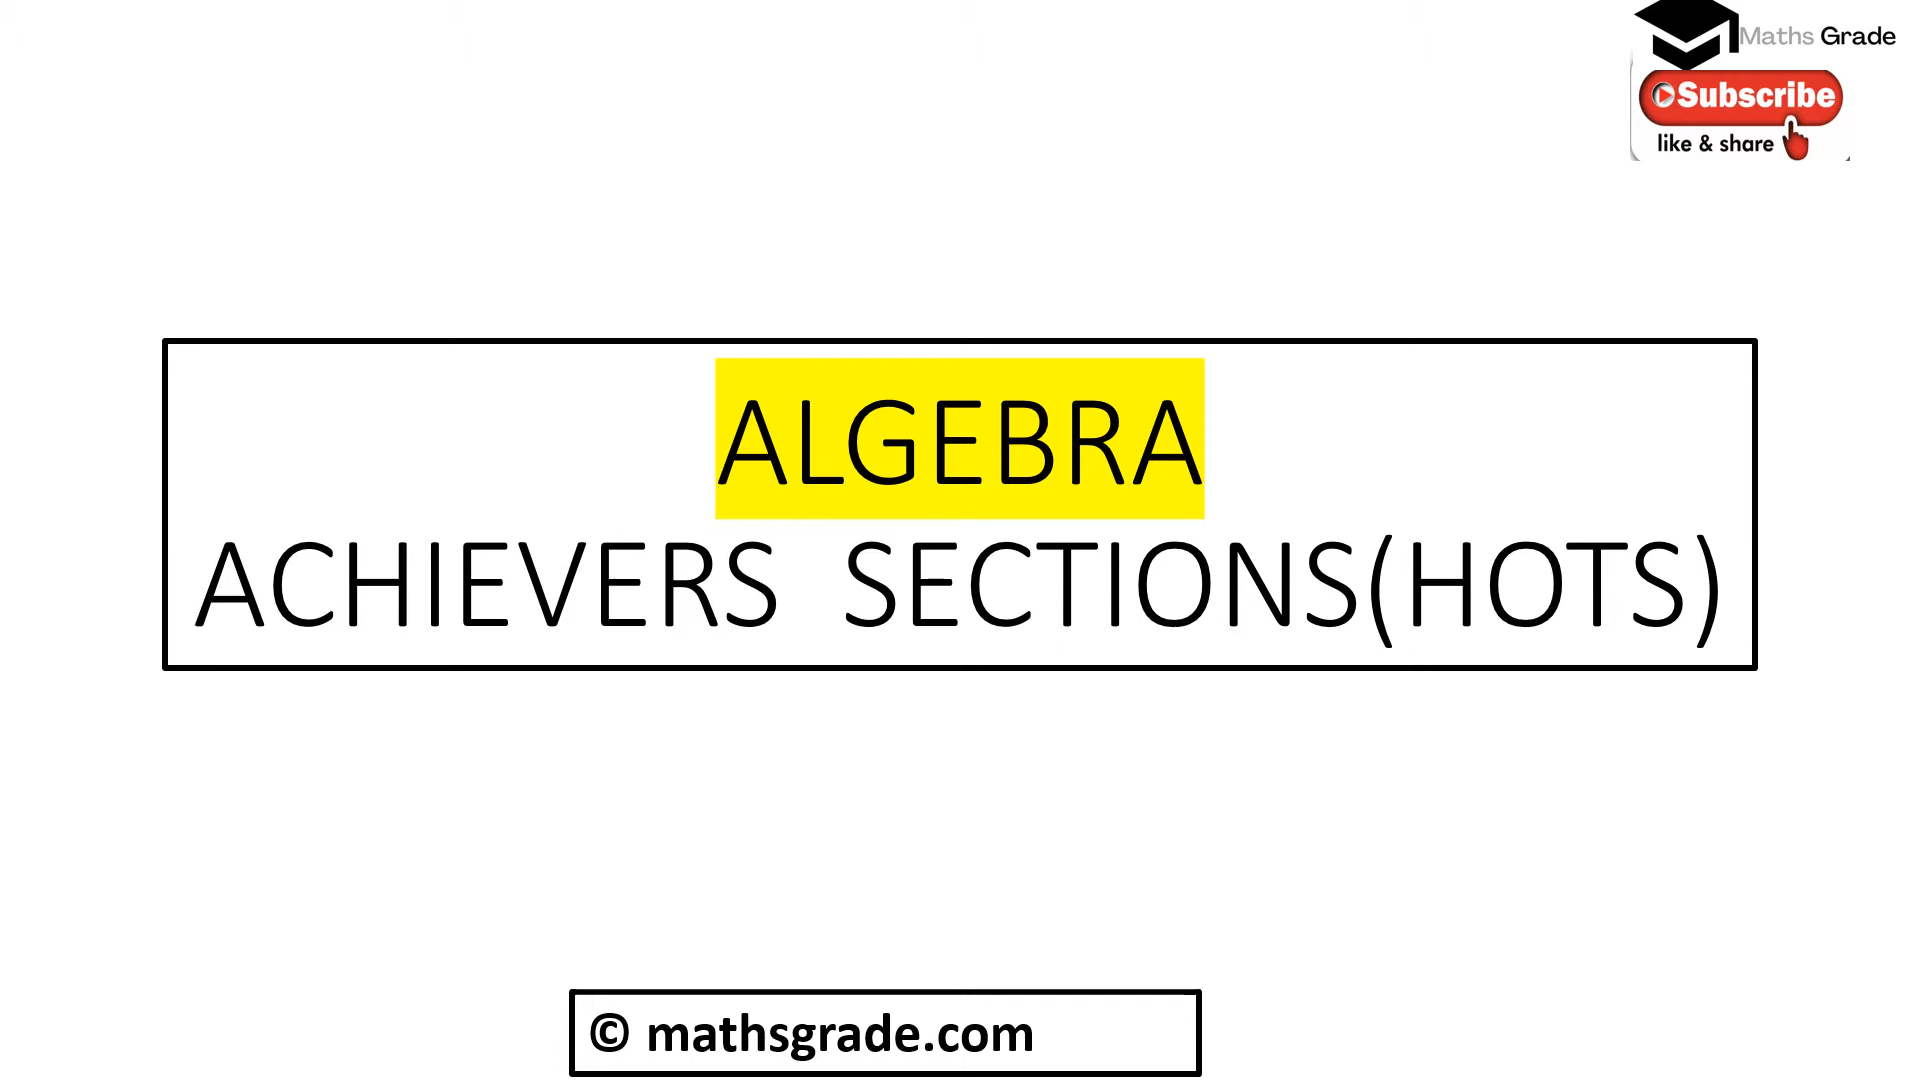 Maths Grade
Subscribe
like & share
ALGEBRA
ACHIEVERS SECTIONS(HOTS)
© mathsgrade.com